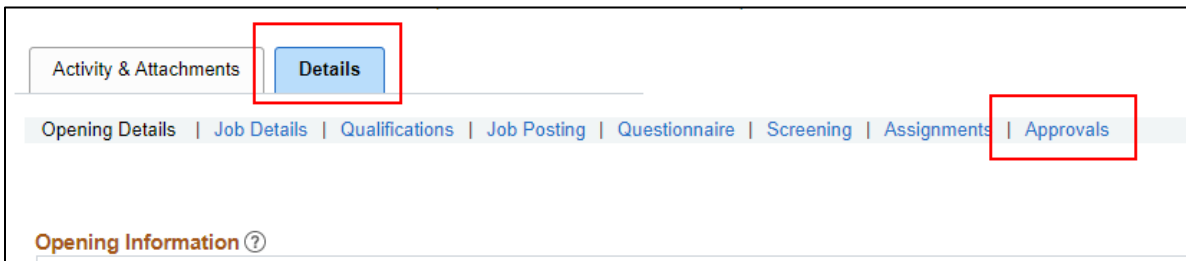 Activity & Attachments Details
Opening Details | Job Details | Qualifications | Job Posting | Questionnaire | Screening | Assignments | Approvals
Opening Information ?